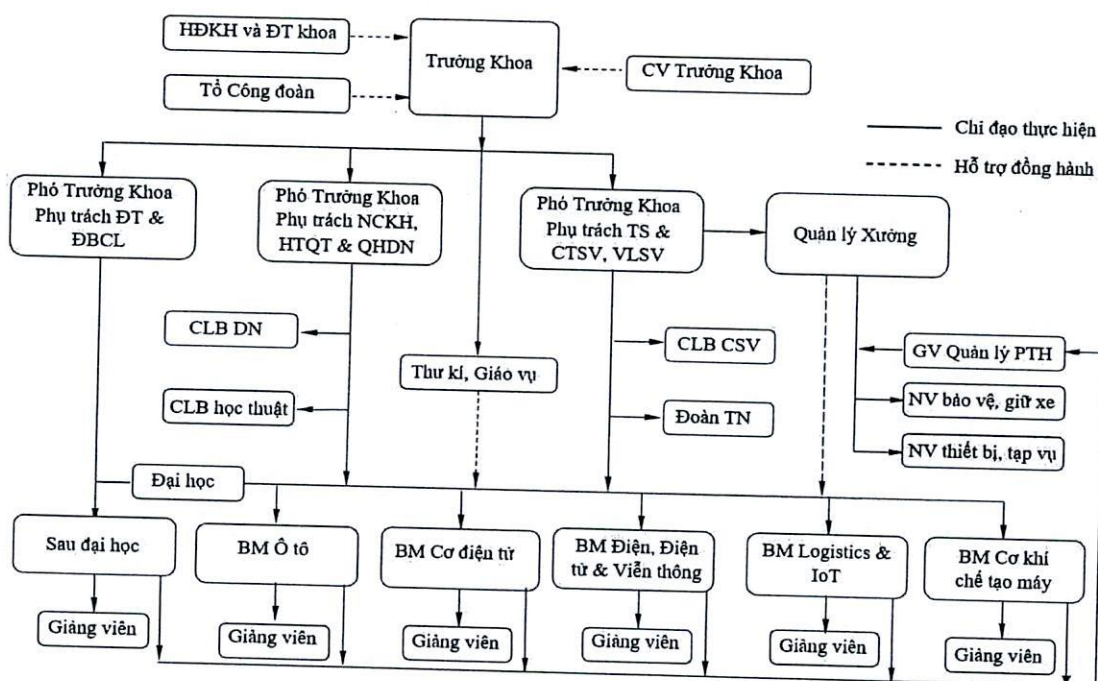 HĐKH và ĐT khoa
Trưởng Khoa
CV Trưởng Khoa
Tổ Công đoàn
Chỉ đạo thực hiện
Hỗ trợ đồng hành
Phó Trưởng Khoa
Phụ trách ĐT &
ĐBCL
Phó Trưởng Khoa
Phụ trách NCKH,
HTQT & QHDN
Phó Trưởng Khoa
Phụ trách TS &
CTSV, VLSV
Quản lý Xưởng
CLB DN
CLB học thuật
Thư kí, Giáo vụ
CLB CSV
Đoàn TN
GV Quản lý PTH
NV bảo vệ, giữ xe
NV thiết bị, tạp vụ
Đại học
Sau đại học
BM Ô tô
BM Cơ điện tử
BM Điện, Điện
tử & Viễn thông
BM Logistics &
IoT
BM Cơ khí
chế tạo máy
Giảng viên
Giảng viên
Giảng viên
Giảng viên
Giảng viên
Giảng viên